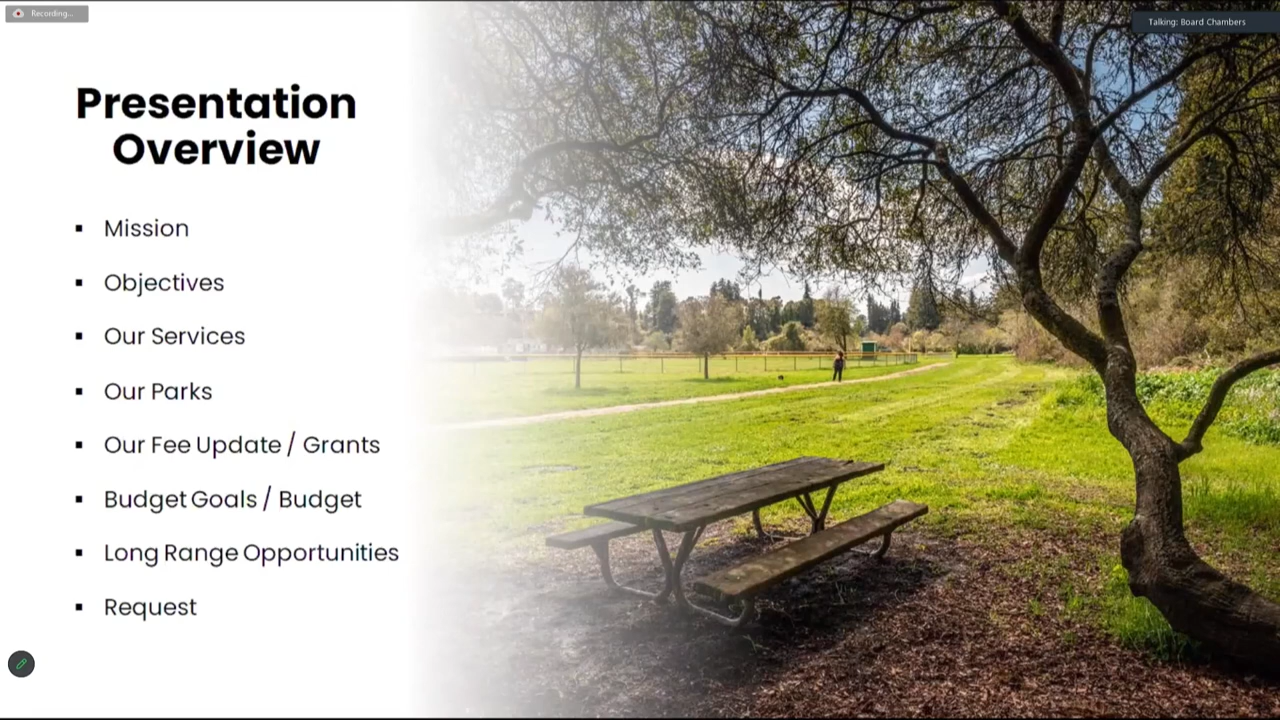 Recording...
Talking: Board Chambers
Presentation
Overview
▪ Mission
▪ Objectives
▪ Our Services
▪ Our Parks
▪ Our Fee Update / Grants
▪ Budget Goals / Budget
▪ Long Range Opportunities
▪ Request